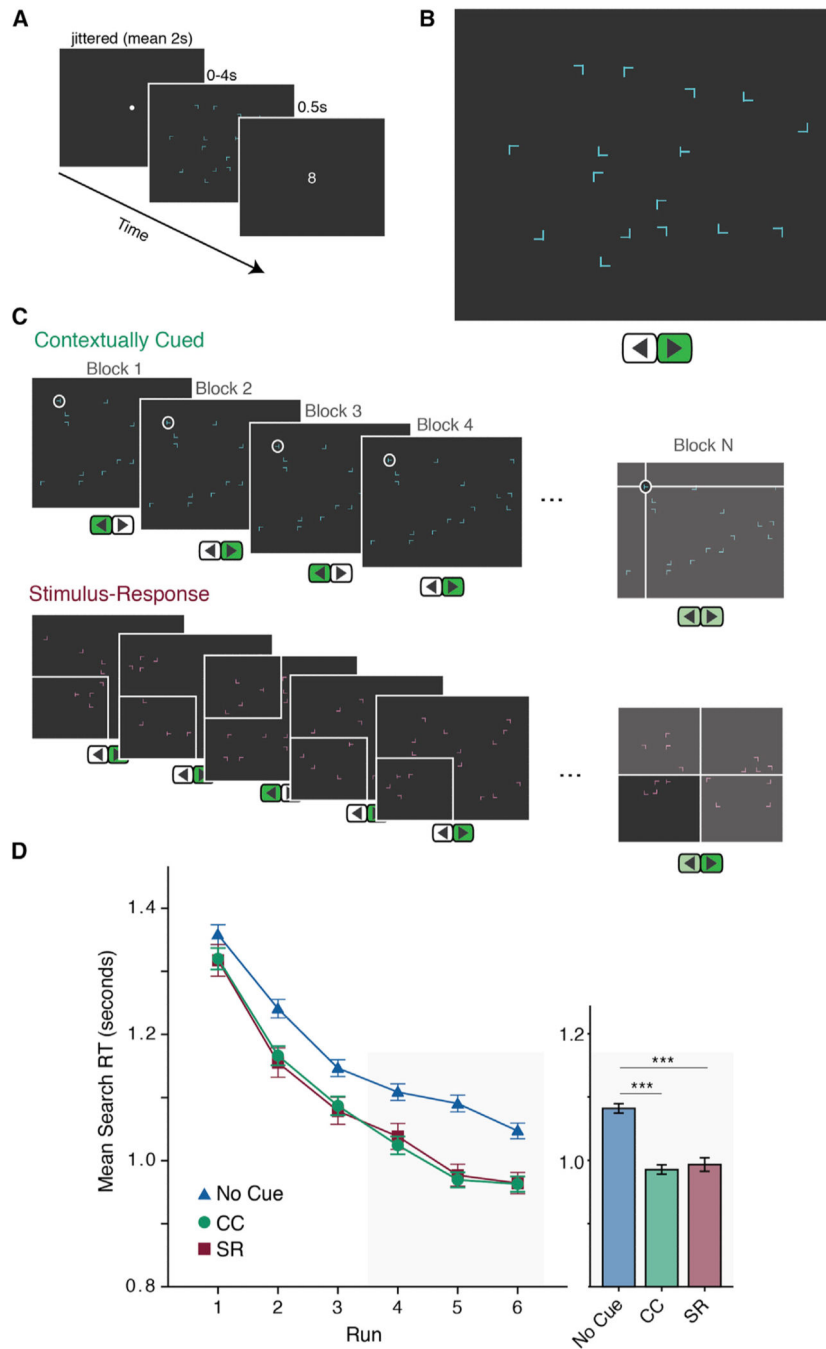 A
jittered (mean 2s)
0-4s
0.5s
8
Time
B
C
Contextually Cued
Block 1
Block 2
Block 3
Block 4
...
Block N
Stimulus-Response
...
D
Mean Search RT (seconds)
1.4
1.2
1.0
0.8
No Cue
CC
SR
1
2
3
4
5
6
Run
1.2
1.0
***
***
No Cue
CC
SR